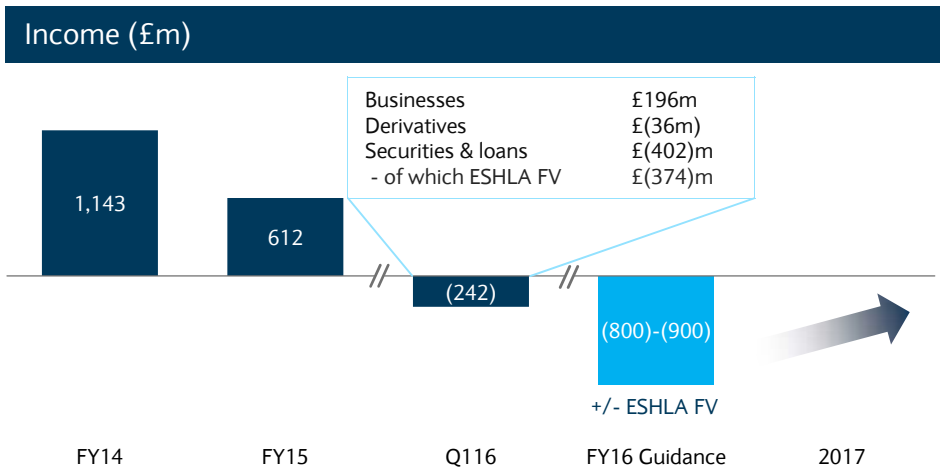 Income (£m)
Businesses £196m
Derivatives £(36m)
Securities & loans £(402)m
- of which ESHLA FV £(374)m
1,143
612
(242)
(800)-(900)
+/- ESHLA FV
FY14 FY15 Q116 FY16 Guidance 2017